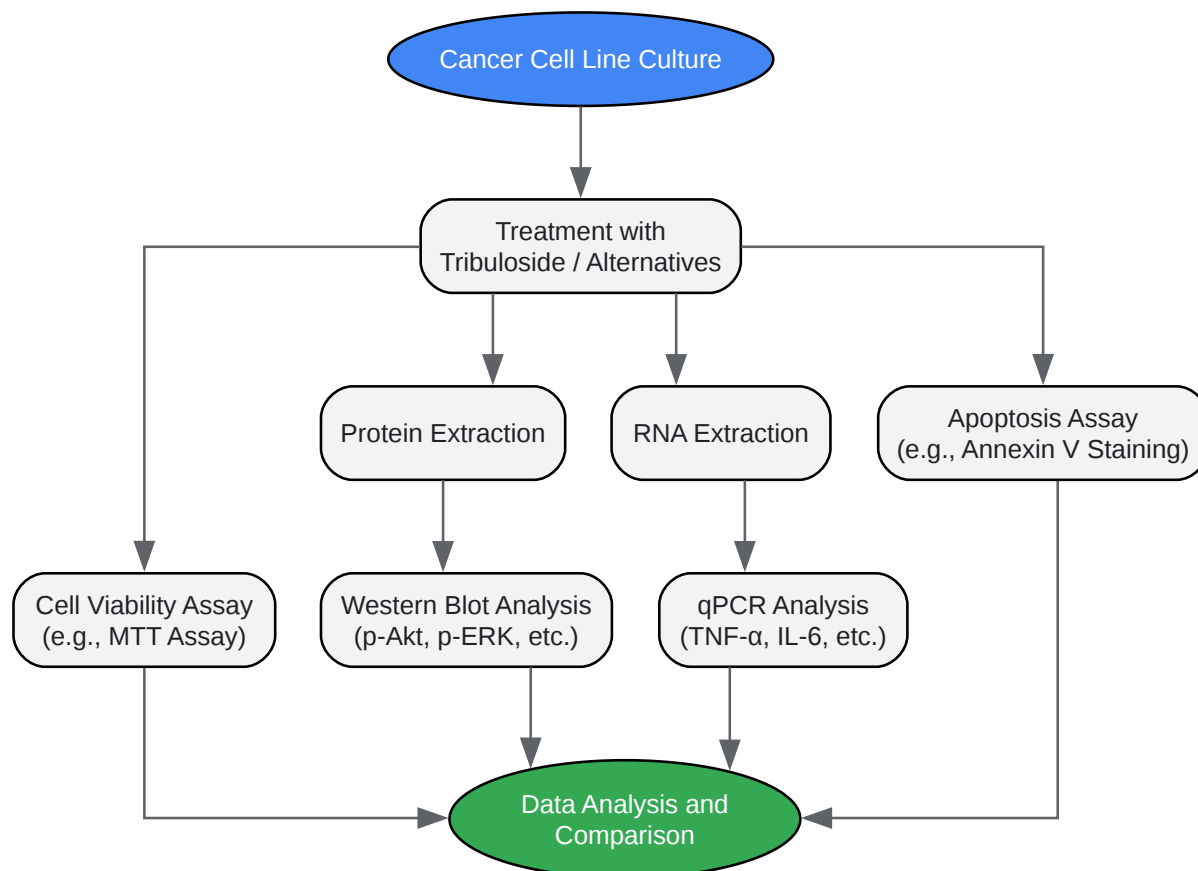 Cancer Cell Line Culture
Treatment with
Tribuloside / Alternatives
Protein Extraction
RNA Extraction
Apoptosis Assay
(e.g., Annexin V Staining)
Cell Viability Assay
(e.g., MTT Assay)
Western Blot Analysis
(p-Akt, p-ERK, etc.)
qPCR Analysis
(TNF-α, IL-6, etc.)
Data Analysis and
Comparison